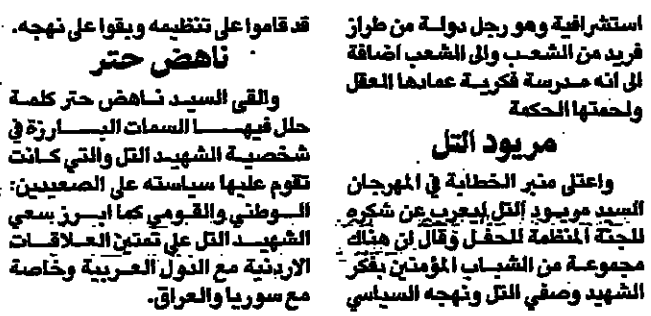 استشرافية وهو رجل دولة من طراز
فريد من الشعب والى الشعب اضافة
الى انه مدرسة فكرية عمادها العقل
ولحمتها الحكمة
مريود التل
واعتلى منبر الخطابة في المهرجان
السيد مريود التل ليعرب عن شكره
للجنة المنظمة للحفل وقال ان هناك
مجموعة من الشباب المؤمنين بفكر
الشهيد وصفي التل ونهجه السياسي
قد قاموا على تنظيمه وبقوا على نهجه.
ناهض حتر
والقى السيد ناهض حتر كلمة
حلل فيها السمات البارزة في
شخصية الشهيد التل والتي كانت
تقوم عليها سياسته على الصعيدين:
الوطني والقومي كما ابرز سعي
الشهيد التل على تمتين العلاقات
الاردنية مع الدول العربية وخاصة
مع سوريا والعراق.